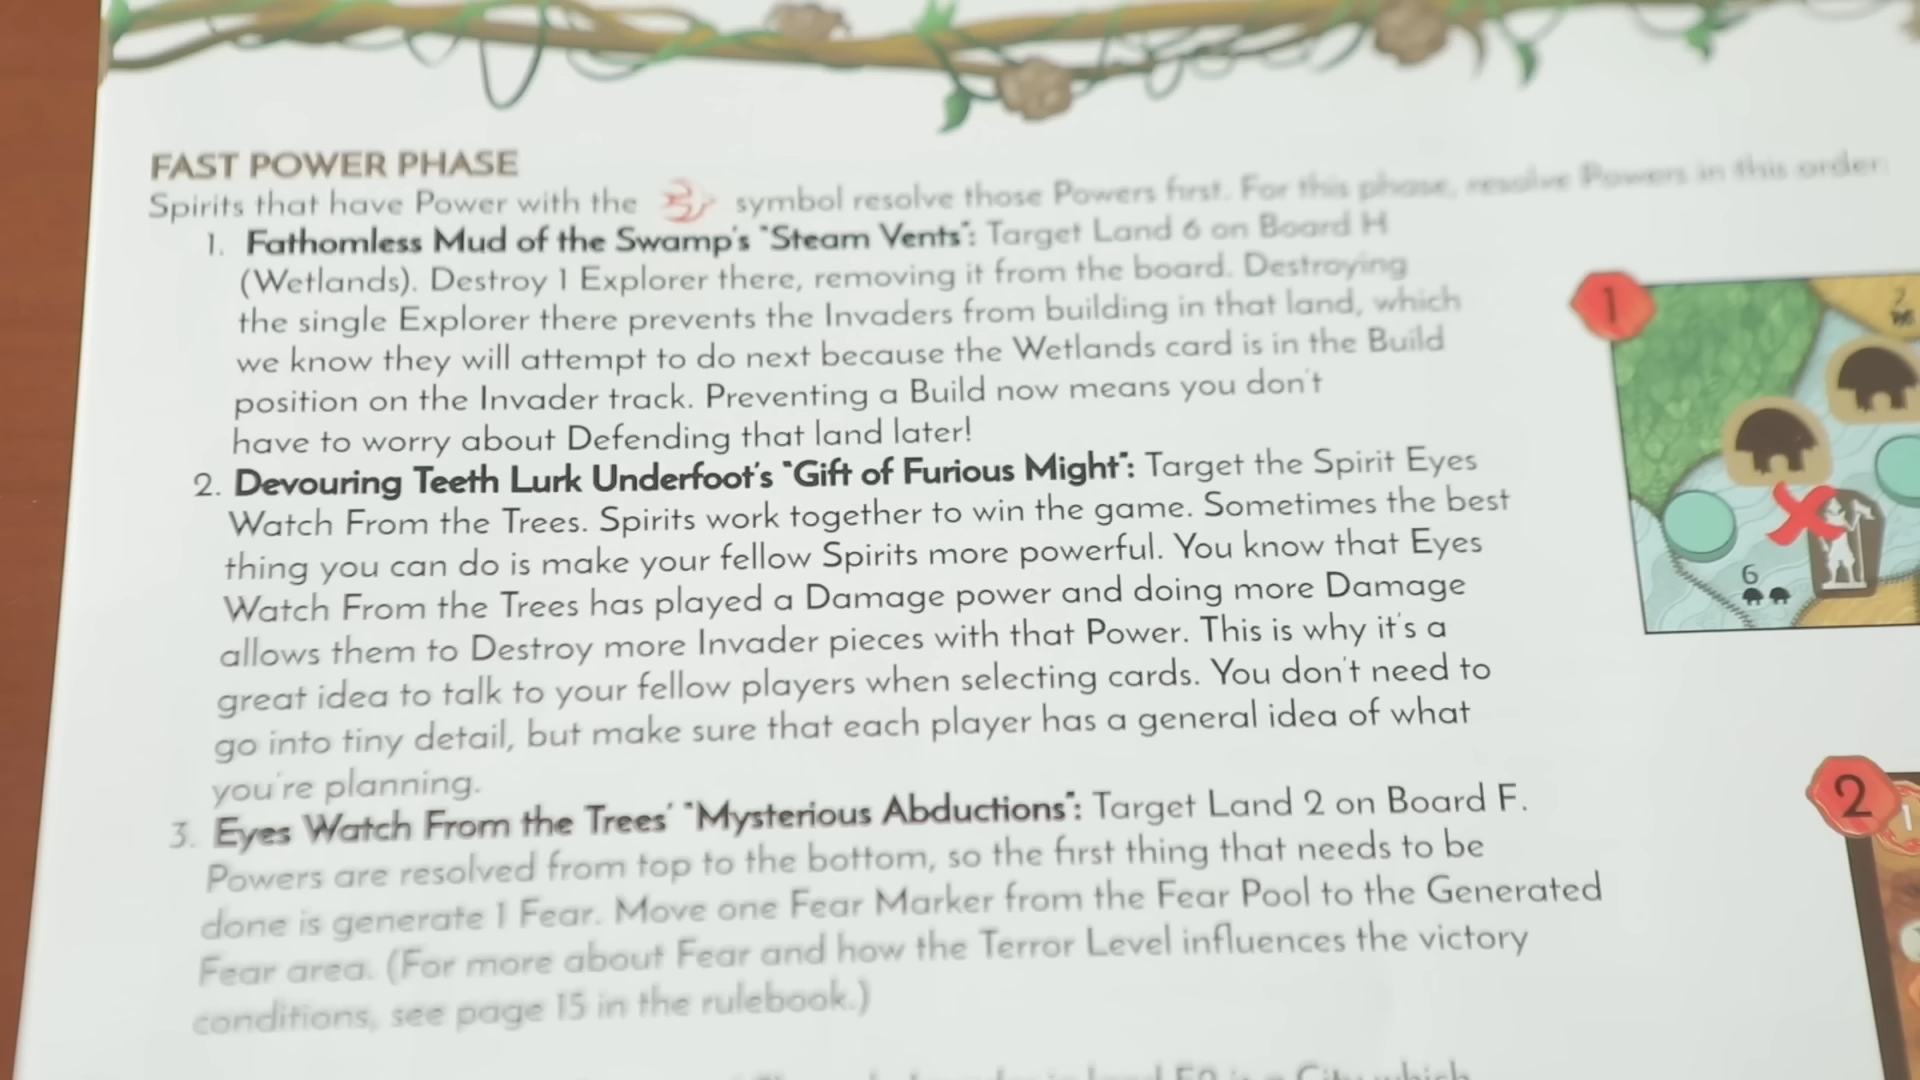 FAST POWER PHASE
Spirits that have Power with the symbol resolve those Powers first. For this phase, resolve Powers in this order:
1. Fathomless Mud of the Swamp's "Steam Vents": Target Land 6 on Board H
(Wetlands). Destroy 1 Explorer there, removing it from the board. Destroying
the single Explorer there prevents the Invaders from building in that land, which
we know they will attempt to do next because the Wetlands card is in the Build
position on the Invader track. Preventing a Build now means you don't
have to worry about Defending that land later!
2. Devouring Teeth Lurk Underfoot's "Gift of Furious Might": Target the Spirit Eyes
Watch From the Trees. Spirits work together to win the game. Sometimes the best
thing you can do is make your fellow Spirits more powerful. You know that Eyes
Watch From the Trees has played a Damage power and doing more Damage
allows them to Destroy more Invader pieces with that Power. This is why it's a
great idea to talk to your fellow players when selecting cards. You don't need to
go into tiny detail, but make sure that each player has a general idea of what
you're planning.
3. Eyes Watch From the Trees' "Mysterious Abductions": Target Land 2 on Board F.
Powers are resolved from top to the bottom, so the first thing that needs to be
done is generate 1 Fear. Move one Fear Marker from the Fear Pool to the Generated
Fear area. (For more about Fear and how the Terror Level influences the victory
conditions, see page 15 in the rulebook.)
City which
1
7
6
2
1